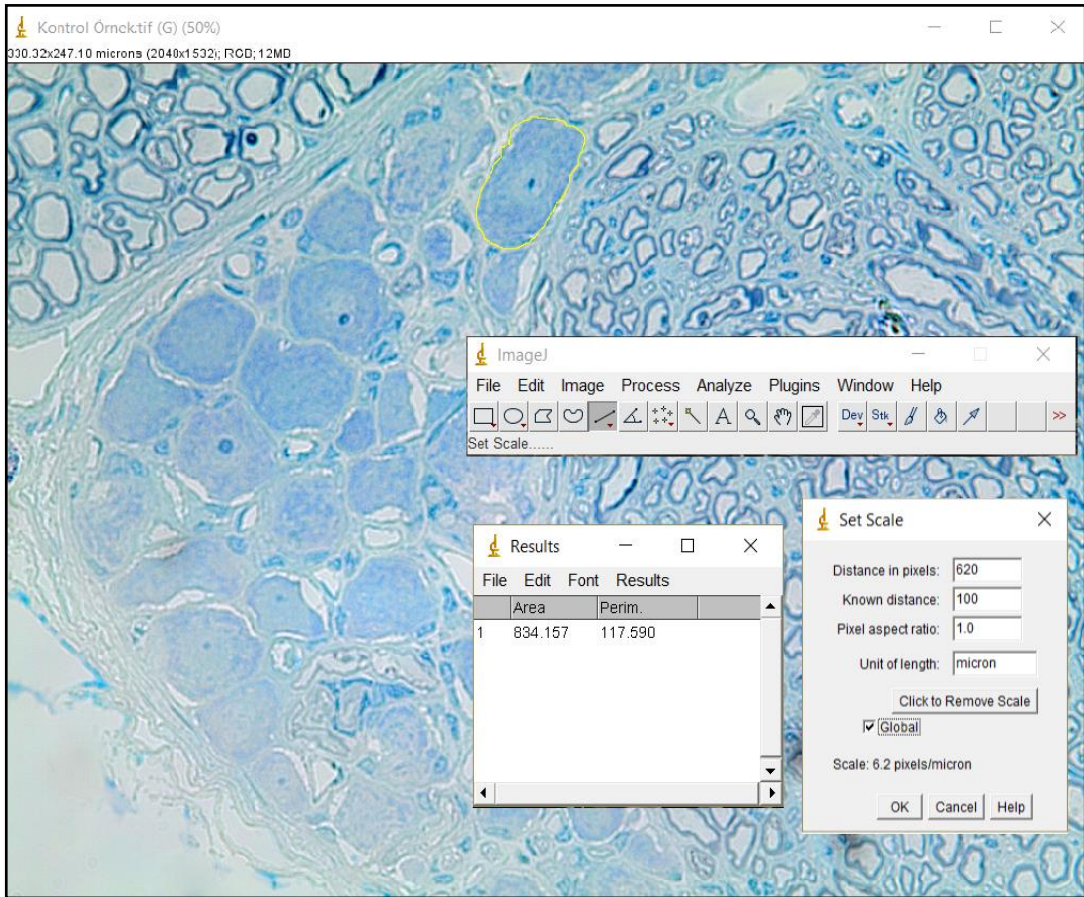 Kontrol Örnek.tif (G) (50%)
330.32x247.10 microns (2040x1532); RGB; 12MB
ImageJ
File Edit Image Process Analyze Plugins Window Help
A Dev Stk >>
Set Scale......
Results
File Edit Font Results
Area Perim.
1 834.157 117.590
Set Scale
Distance in pixels: 620
Known distance: 100
Pixel aspect ratio: 1.0
Unit of length: micron
Click to Remove Scale
Global
Scale: 6.2 pixels/micron
OK Cancel Help